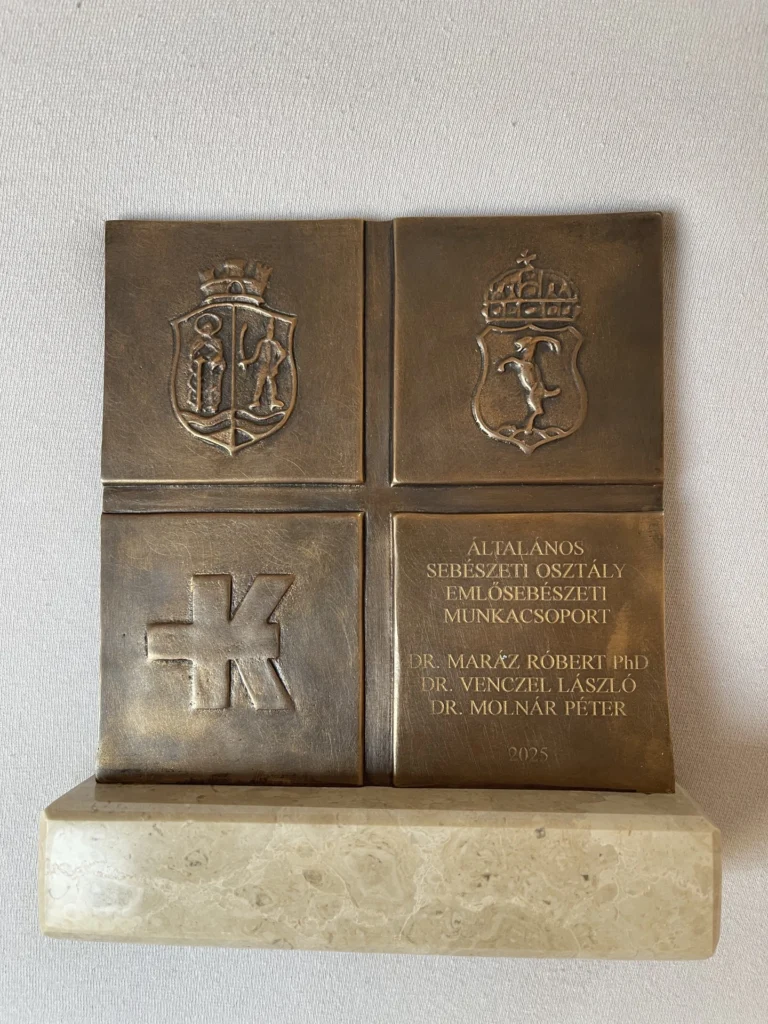 K
ÁLTALÁNOS
SEBÉSZETI OSZTÁLY
EMLŐSEBÉSZETI
MUNKACSOPORT
DR. MARÁZ RÓBERT PhD
DR. VENCZEL LÁSZLÓ
DR. MOLNÁR PÉTER
2025